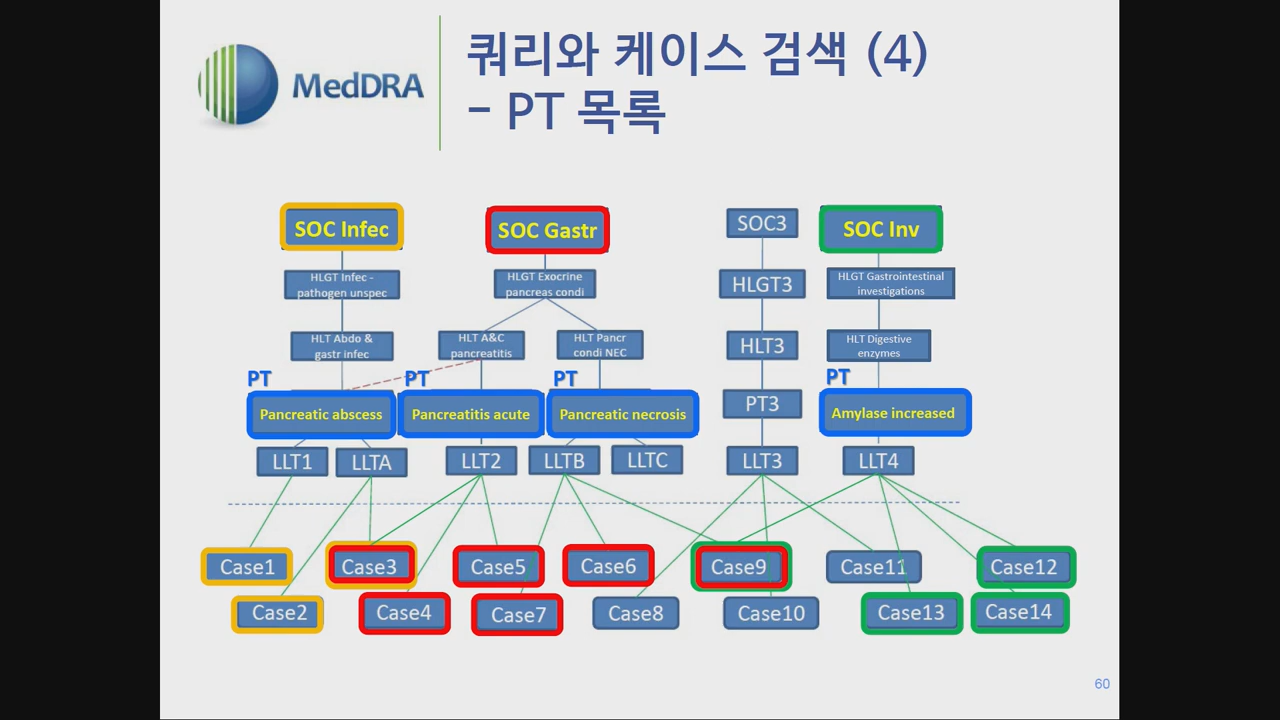 MedDRA
쿼리와 케이스 검색 (4)
- PT 목록
SOC Infec
SOC Gastr
SOC3
SOC Inv
HLGT Infec -
pathogen unspec
HLGT Exocrine
pancreas condi
HLGT3
HLGT Gastrointestinal
investigations
HLT Abdo &
gastr infec
HLT A&C
pancreatitis
HLT Pancr
condi NEC
HLT3
HLT Digestive
enzymes
PT
PT
PT
PT
Pancreatic abscess
Pancreatitis acute
Pancreatic necrosis
PT3
Amylase increased
LLT1
LLTA
LLT2
LLTB
LLTC
LLT3
LLT4
Case1
Case3
Case5
Case6
Case9
Case11
Case12
Case2
Case4
Case7
Case8
Case10
Case13
Case14
60